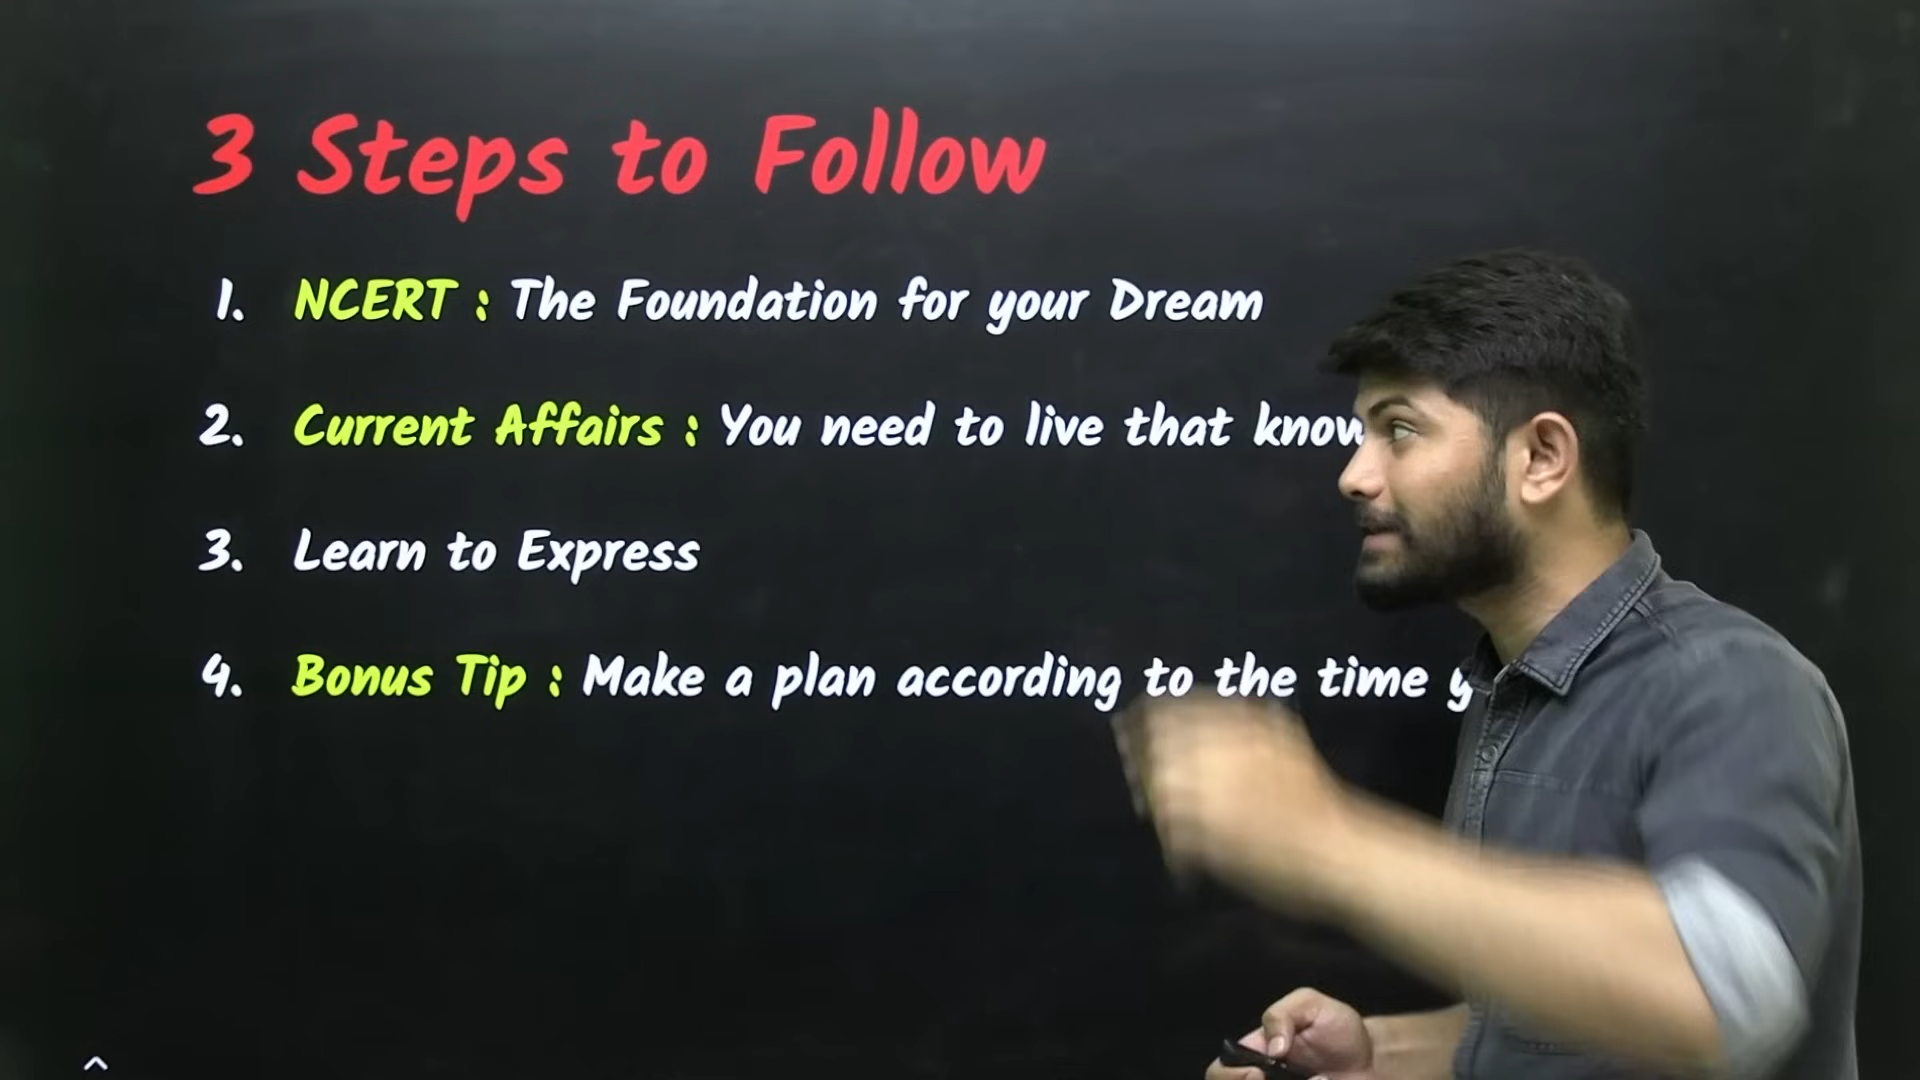 3 Steps to Follow
1. NCERT : The Foundation for your Dream
2. Current Affairs : You need to live that
3. Learn to Express
4. Bonus Tip : Make a plan according to the time